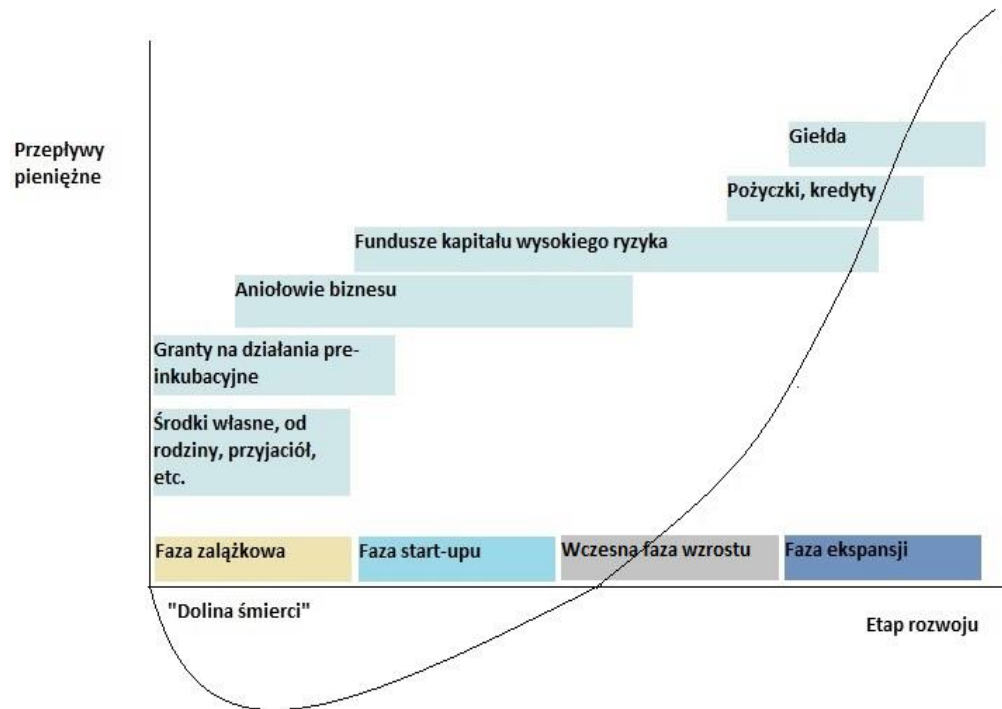 Przepływy
pieniężne
Giełda
Pożyczki, kredyty
Fundusze kapitału wysokiego ryzyka
Aniołowie biznesu
Granty na działania pre-
inkubacyjne
Środki własne, od
rodziny, przyjaciół,
etc.
Faza zalążkowa
Faza start-upu
Wczesna faza wzrostu
Faza ekspansji
"Dolina śmierci"
Etap rozwoju